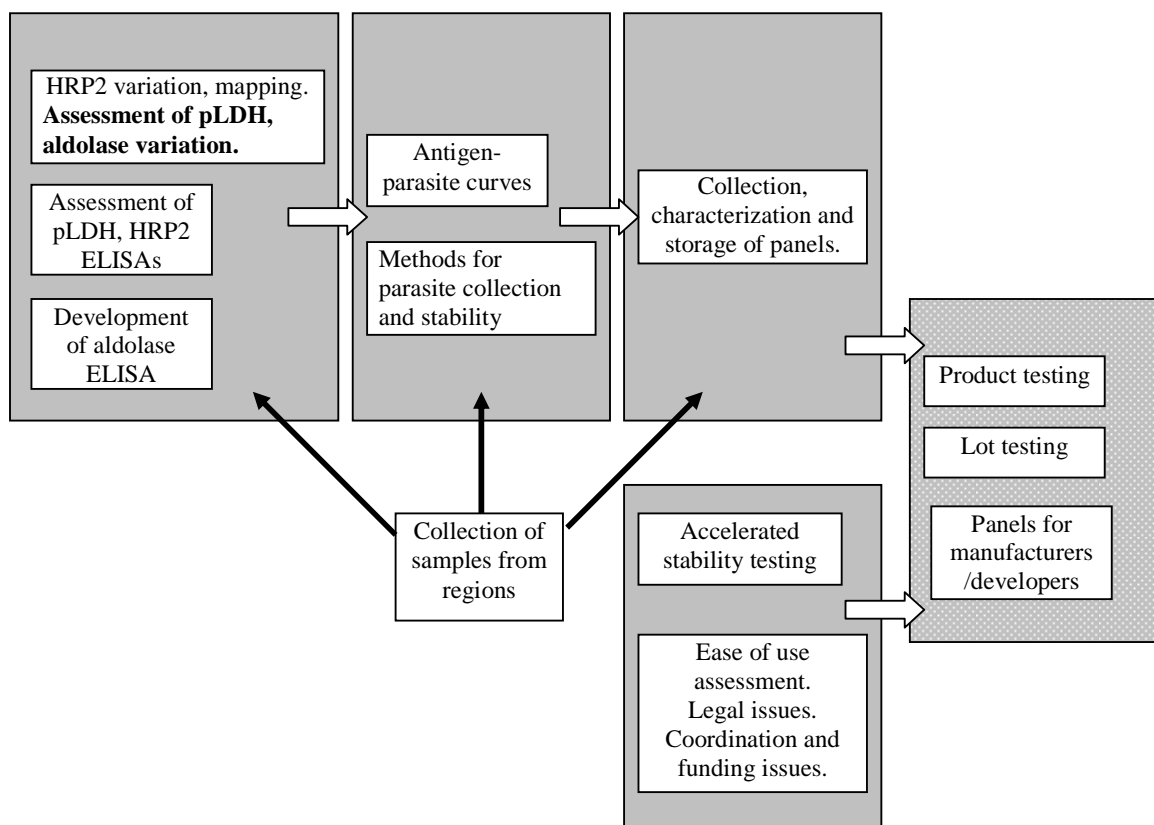 HRP2 variation, mapping.
Assessment of pLDH,
aldolase variation.
Assessment of
pLDH, HRP2
ELISAs
Development
of aldolase
ELISA
Antigen-
parasite curves
Methods for
parasite collection
and stability
Collection,
characterization and
storage of panels.
Product testing
Lot testing
Panels for
manufacturers
/developers
Collection of
samples from
regions
Accelerated
stability testing
Ease of use
assessment.
Legal issues.
Coordination and
funding issues.